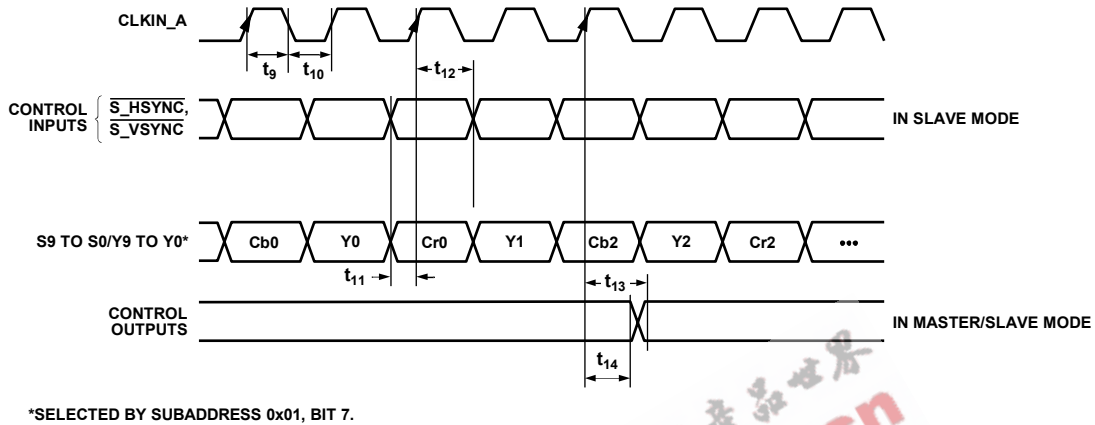 CLKIN_A
t9
t10
t12
CONTROL INPUTS
S_HSYNC,
S_VSYNC
IN SLAVE MODE
S9 TO S0/Y9 TO Y0*
Cb0 Y0 Cr0 Y1 Cb2 Y2 Cr2 •••
t11
t13
CONTROL OUTPUTS
IN MASTER/SLAVE MODE
t14
*SELECTED BY SUBADDRESS 0x01, BIT 7.